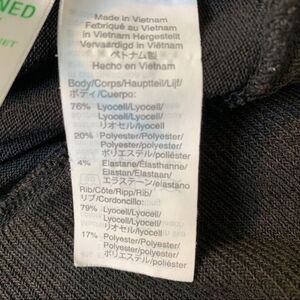 NED
ET
Made in Vietnam
Fabriqué au Vietnam
In Vietnam Hergestellt
Vervaardigd in Vietnam
ベトナム製
Hecho en Vietnam
Body/Corps/Hauptteil/Lijf/
ボディ/Cuerpo:
76% Lyocell/Lyocell/
Lyocell/Lyocell/
リオセル/lyocell
20% Polyester/Polyester/
Polyester/Polyester/
ポリエステル/poliéster
4% Elastane/Élasthanne/
Elastan/Elastaan/
エラステーン/elastano
Rib/Côte/Ripp/Rib/
リブ/Cordoncillo:
79% Lyocell/Lyocell/
Lyocell/Lyocell/
リオセル/lyocell
17% Polyester/Polyester/
Polyester/Polyester/
ポリエステル/poliéster